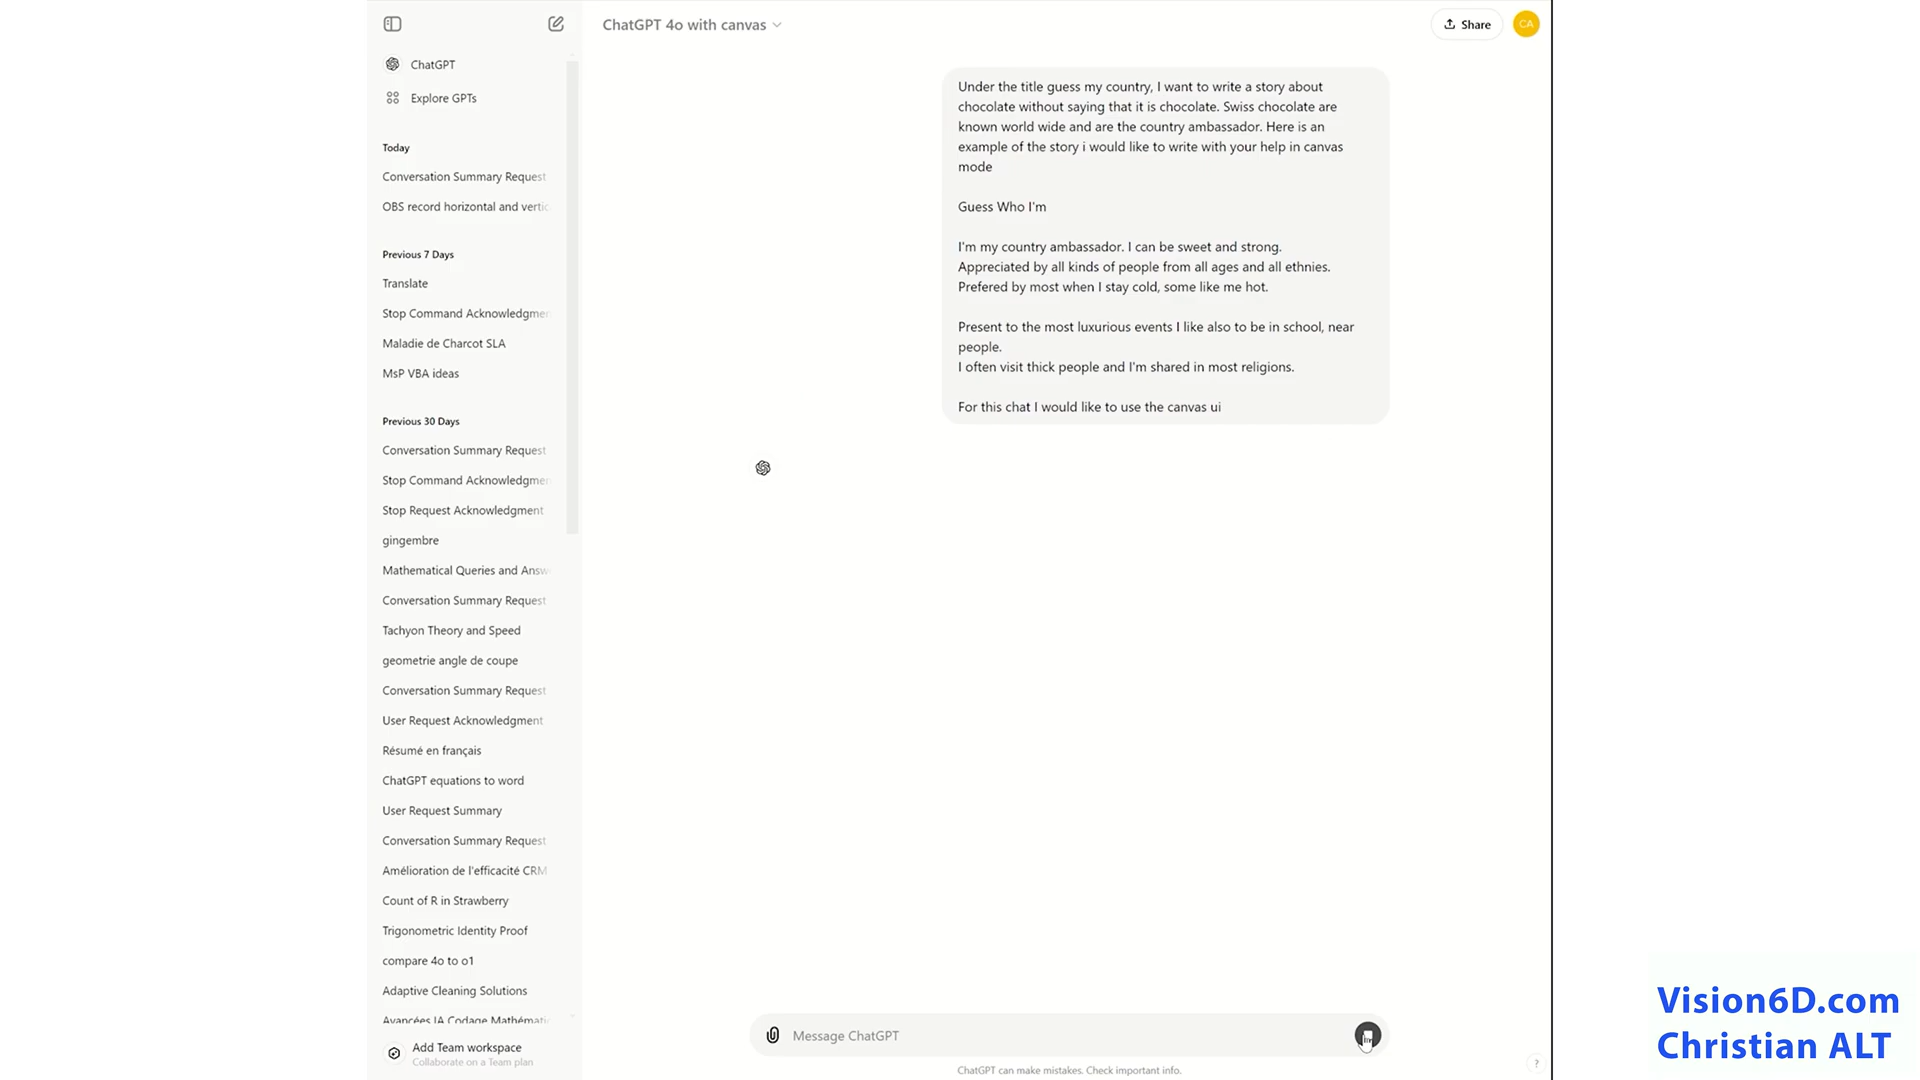 ChatGPT
Explore GPTs
Today
Conversation Summary Request
OBS record horizontal and vertic
Previous 7 Days
Translate
Stop Command Acknowledgmen
Maladie de Charcot SLA
MsP VBA ideas
Previous 30 Days
Conversation Summary Request
Stop Command Acknowledgmen
Stop Request Acknowledgment
gingembre
Mathematical Queries and Answ
Conversation Summary Request
Tachyon Theory and Speed
geometrie angle de coupe
Conversation Summary Request
User Request Acknowledgment
Résumé en français
ChatGPT equations to word
User Request Summary
Conversation Summary Request
Amélioration de l'efficacité CRM
Count of R in Strawberry
Trigonometric Identity Proof
compare 4o to o1
Adaptive Cleaning Solutions
Avancées IA Codage Mathématic
Add Team workspace
Collaborate on a Team plan
ChatGPT 4o with canvas
Share
CA
Under the title guess my country, I want to write a story about
chocolate without saying that it is chocolate. Swiss chocolate are
known world wide and are the country ambassador. Here is an
example of the story i would like to write with your help in canvas
mode
Guess Who I'm
I'm my country ambassador. I can be sweet and strong.
Appreciated by all kinds of people from all ages and all ethnies.
Prefered by most when I stay cold, some like me hot.
Present to the most luxurious events I like also to be in school, near
people.
I often visit thick people and I'm shared in most religions.
For this chat I would like to use the canvas ui
Message ChatGPT
ChatGPT can make mistakes. Check important info.
?
Vision6D.com
Christian ALT